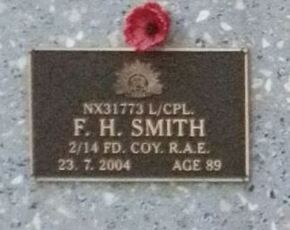 NX31773 L/CPL.
F. H. SMITH
2/14 FD. COY. R.A.E.
23. 7. 2004 AGE 89